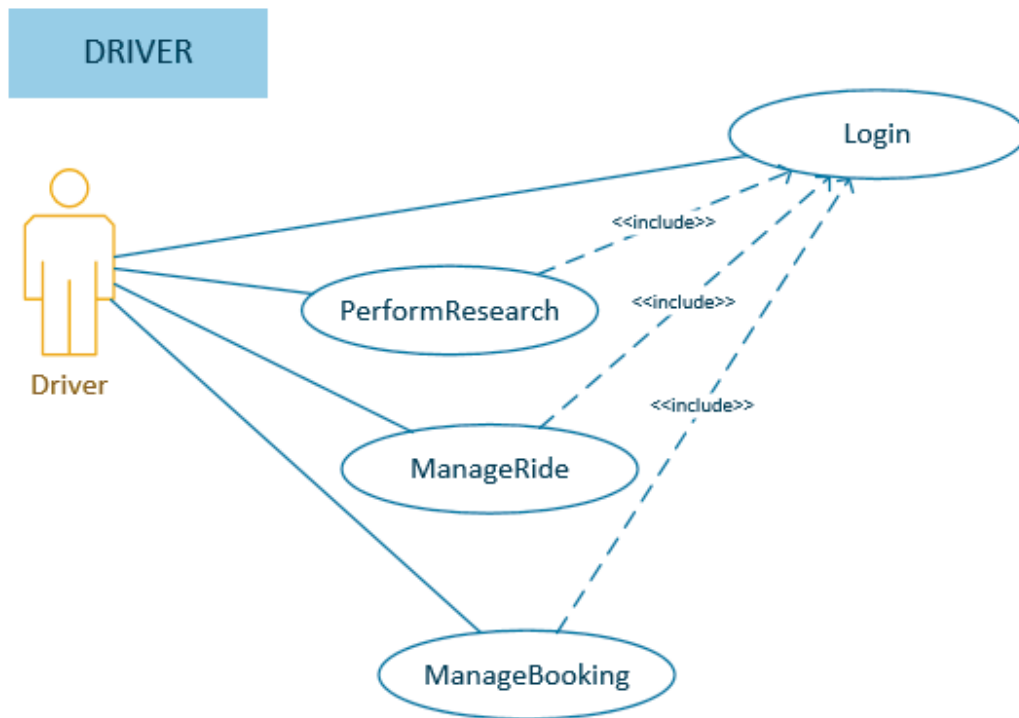 DRIVER
Login
<<include>>
PerformResearch
<<include>>
Driver
<<include>>
ManageRide
ManageBooking